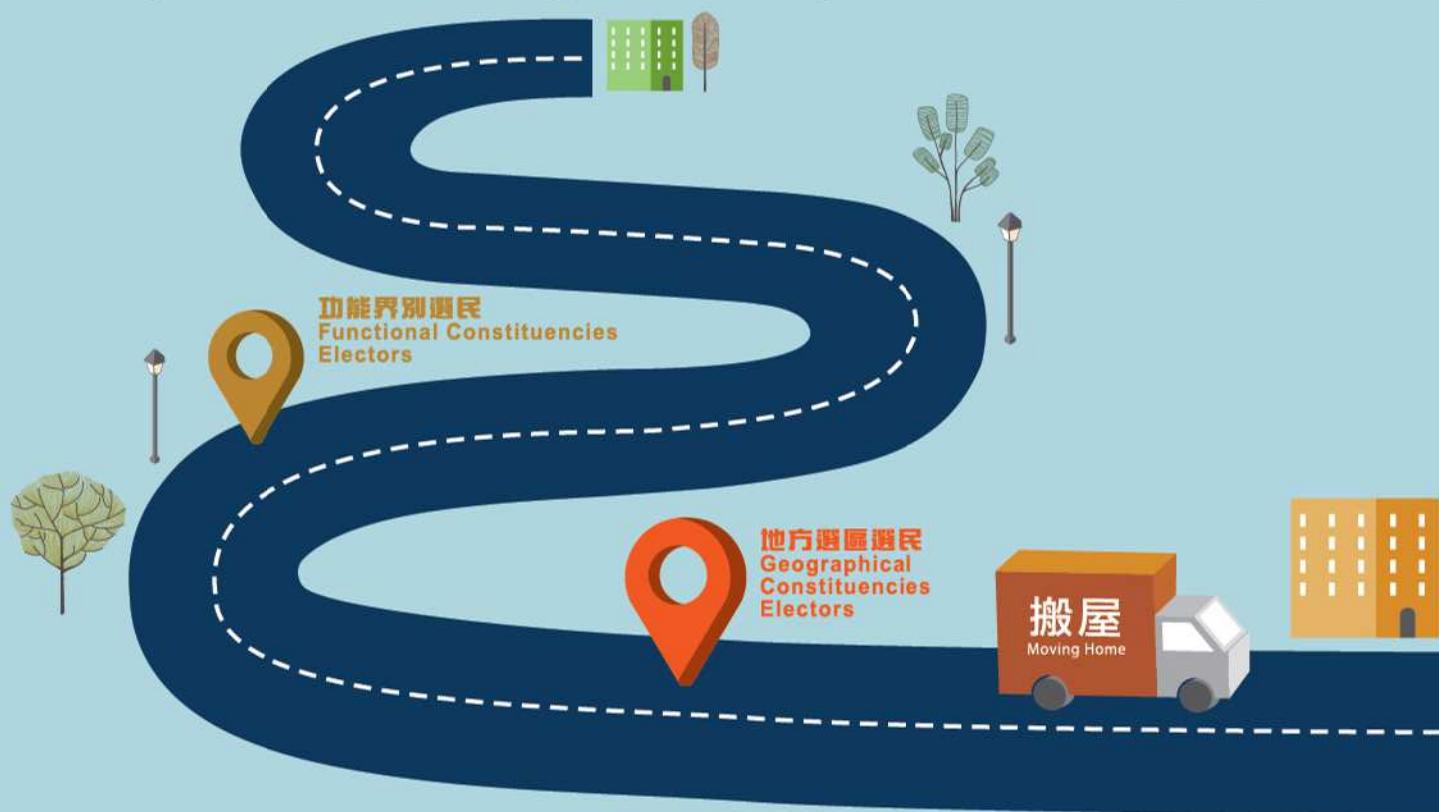 功能界別選民
Functional Constituencies
Electors
地方選區選民
Geographical
Constituencies
Electors
搬屋
Moving Home